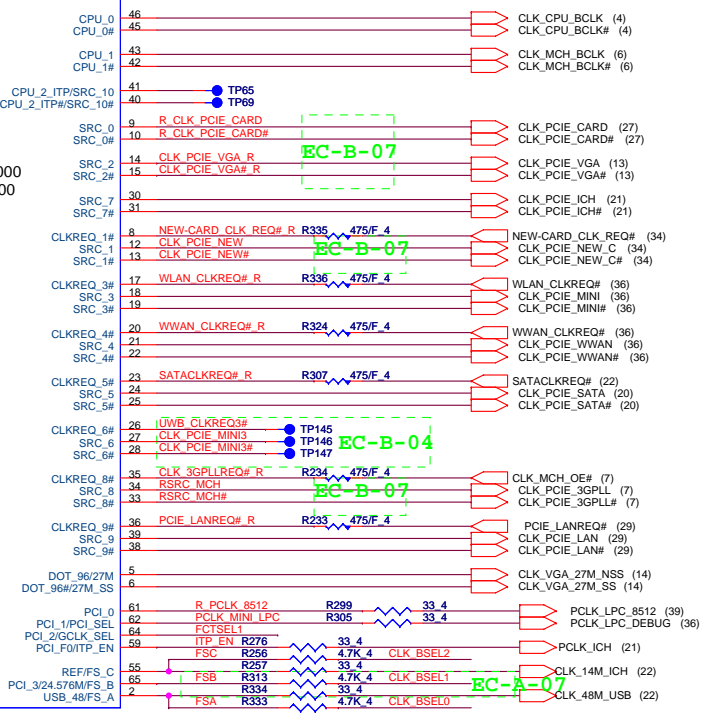 CPU_0 46 CLK_CPU_BCLK (4)
CPU_0# 45 CLK_CPU_BCLK# (4)
CPU_1 43 CLK_MCH_BCLK (6)
CPU_1# 42 CLK_MCH_BCLK# (6)
CPU_2_ITP/SRC_10 41 TP65
CPU_2_ITP#/SRC_10# 40 TP69
SRC_0 9 R_CLK_PCIE_CARD CLK_PCIE_CARD (27)
SRC_0# 10 R_CLK_PCIE_CARD# CLK_PCIE_CARD# (27)
EC-B-07
SRC_2 14 CLK_PCIE_VGA_R CLK_PCIE_VGA (13)
000
SRC_2# 15 CLK_PCIE_VGA#_R CLK_PCIE_VGA# (13)
00
SRC_7 30 CLK_PCIE_ICH (21)
SRC_7# 31 CLK_PCIE_ICH# (21)
CLKREQ_1# 8 NEW-CARD_CLK_REQ#_R R335 475/F_4 NEW-CARD_CLK_REQ# (34)
SRC_1 12 CLK_PCIE_NEW EC-B-07 CLK_PCIE_NEW_C (34)
SRC_1# 13 CLK_PCIE_NEW# CLK_PCIE_NEW_C# (34)
CLKREQ_3# 17 WLAN_CLKREQ#_R R336 475/F_4 WLAN_CLKREQ# (36)
SRC_3 18 CLK_PCIE_MINI (36)
SRC_3# 19 CLK_PCIE_MINI# (36)
CLKREQ_4# 20 WWAN_CLKREQ#_R R324 475/F_4 WWAN_CLKREQ# (36)
SRC_4 21 CLK_PCIE_WWAN (36)
SRC_4# 22 CLK_PCIE_WWAN# (36)
CLKREQ_5# 23 SATACLKREQ#_R R307 475/F_4 SATACLKREQ# (22)
SRC_5 24 CLK_PCIE_SATA (20)
SRC_5# 25 CLK_PCIE_SATA# (20)
CLKREQ_6# 26 UWB_CLKREQ3# TP145
SRC_6 27 CLK_PCIE_MINI3 TP146 EC-B-04
SRC_6# 28 CLK_PCIE_MINI3# TP147
CLKREQ_8# 35 CLK_3GPLLREQ#_R R234 475/F_4 CLK_MCH_OE# (7)
SRC_8 34 RSRC_MCH EC-B-07 CLK_PCIE_3GPLL (7)
SRC_8# 33 RSRC_MCH# CLK_PCIE_3GPLL# (7)
CLKREQ_9# 36 PCIE_LANREQ#_R R233 475/F_4 PCIE_LANREQ# (29)
SRC_9 39 CLK_PCIE_LAN (29)
SRC_9# 38 CLK_PCIE_LAN# (29)
DOT_96/27M 5 CLK_VGA_27M_NSS (14)
DOT_96#/27M_SS 6 CLK_VGA_27M_SS (14)
PCI_0 61 R_PCLK_8512 R299 33_4 PCLK_LPC_8512 (39)
PCI_1/PCI_SEL 62 PCLK_MINI_LPC R305 33_4 PCLK_LPC_DEBUG (36)
PCI_2/GCLK_SEL 64 FCTSEL1
PCI_F0/ITP_EN 59 ITP_EN R276 33_4 PCLK_ICH (21)
FSC R256 4.7K_4 CLK_BSEL2
REF/FS_C 55 R257 33_4 CLK_14M_ICH (22)
PCI_3/24.576M/FS_B 65 FSB R313 4.7K_4 CLK_BSEL1 EC-A-07
USB_48/FS_A 2 R334 33_4 CLK_48M_USB (22)
FSA R333 4.7K_4 CLK_BSEL0